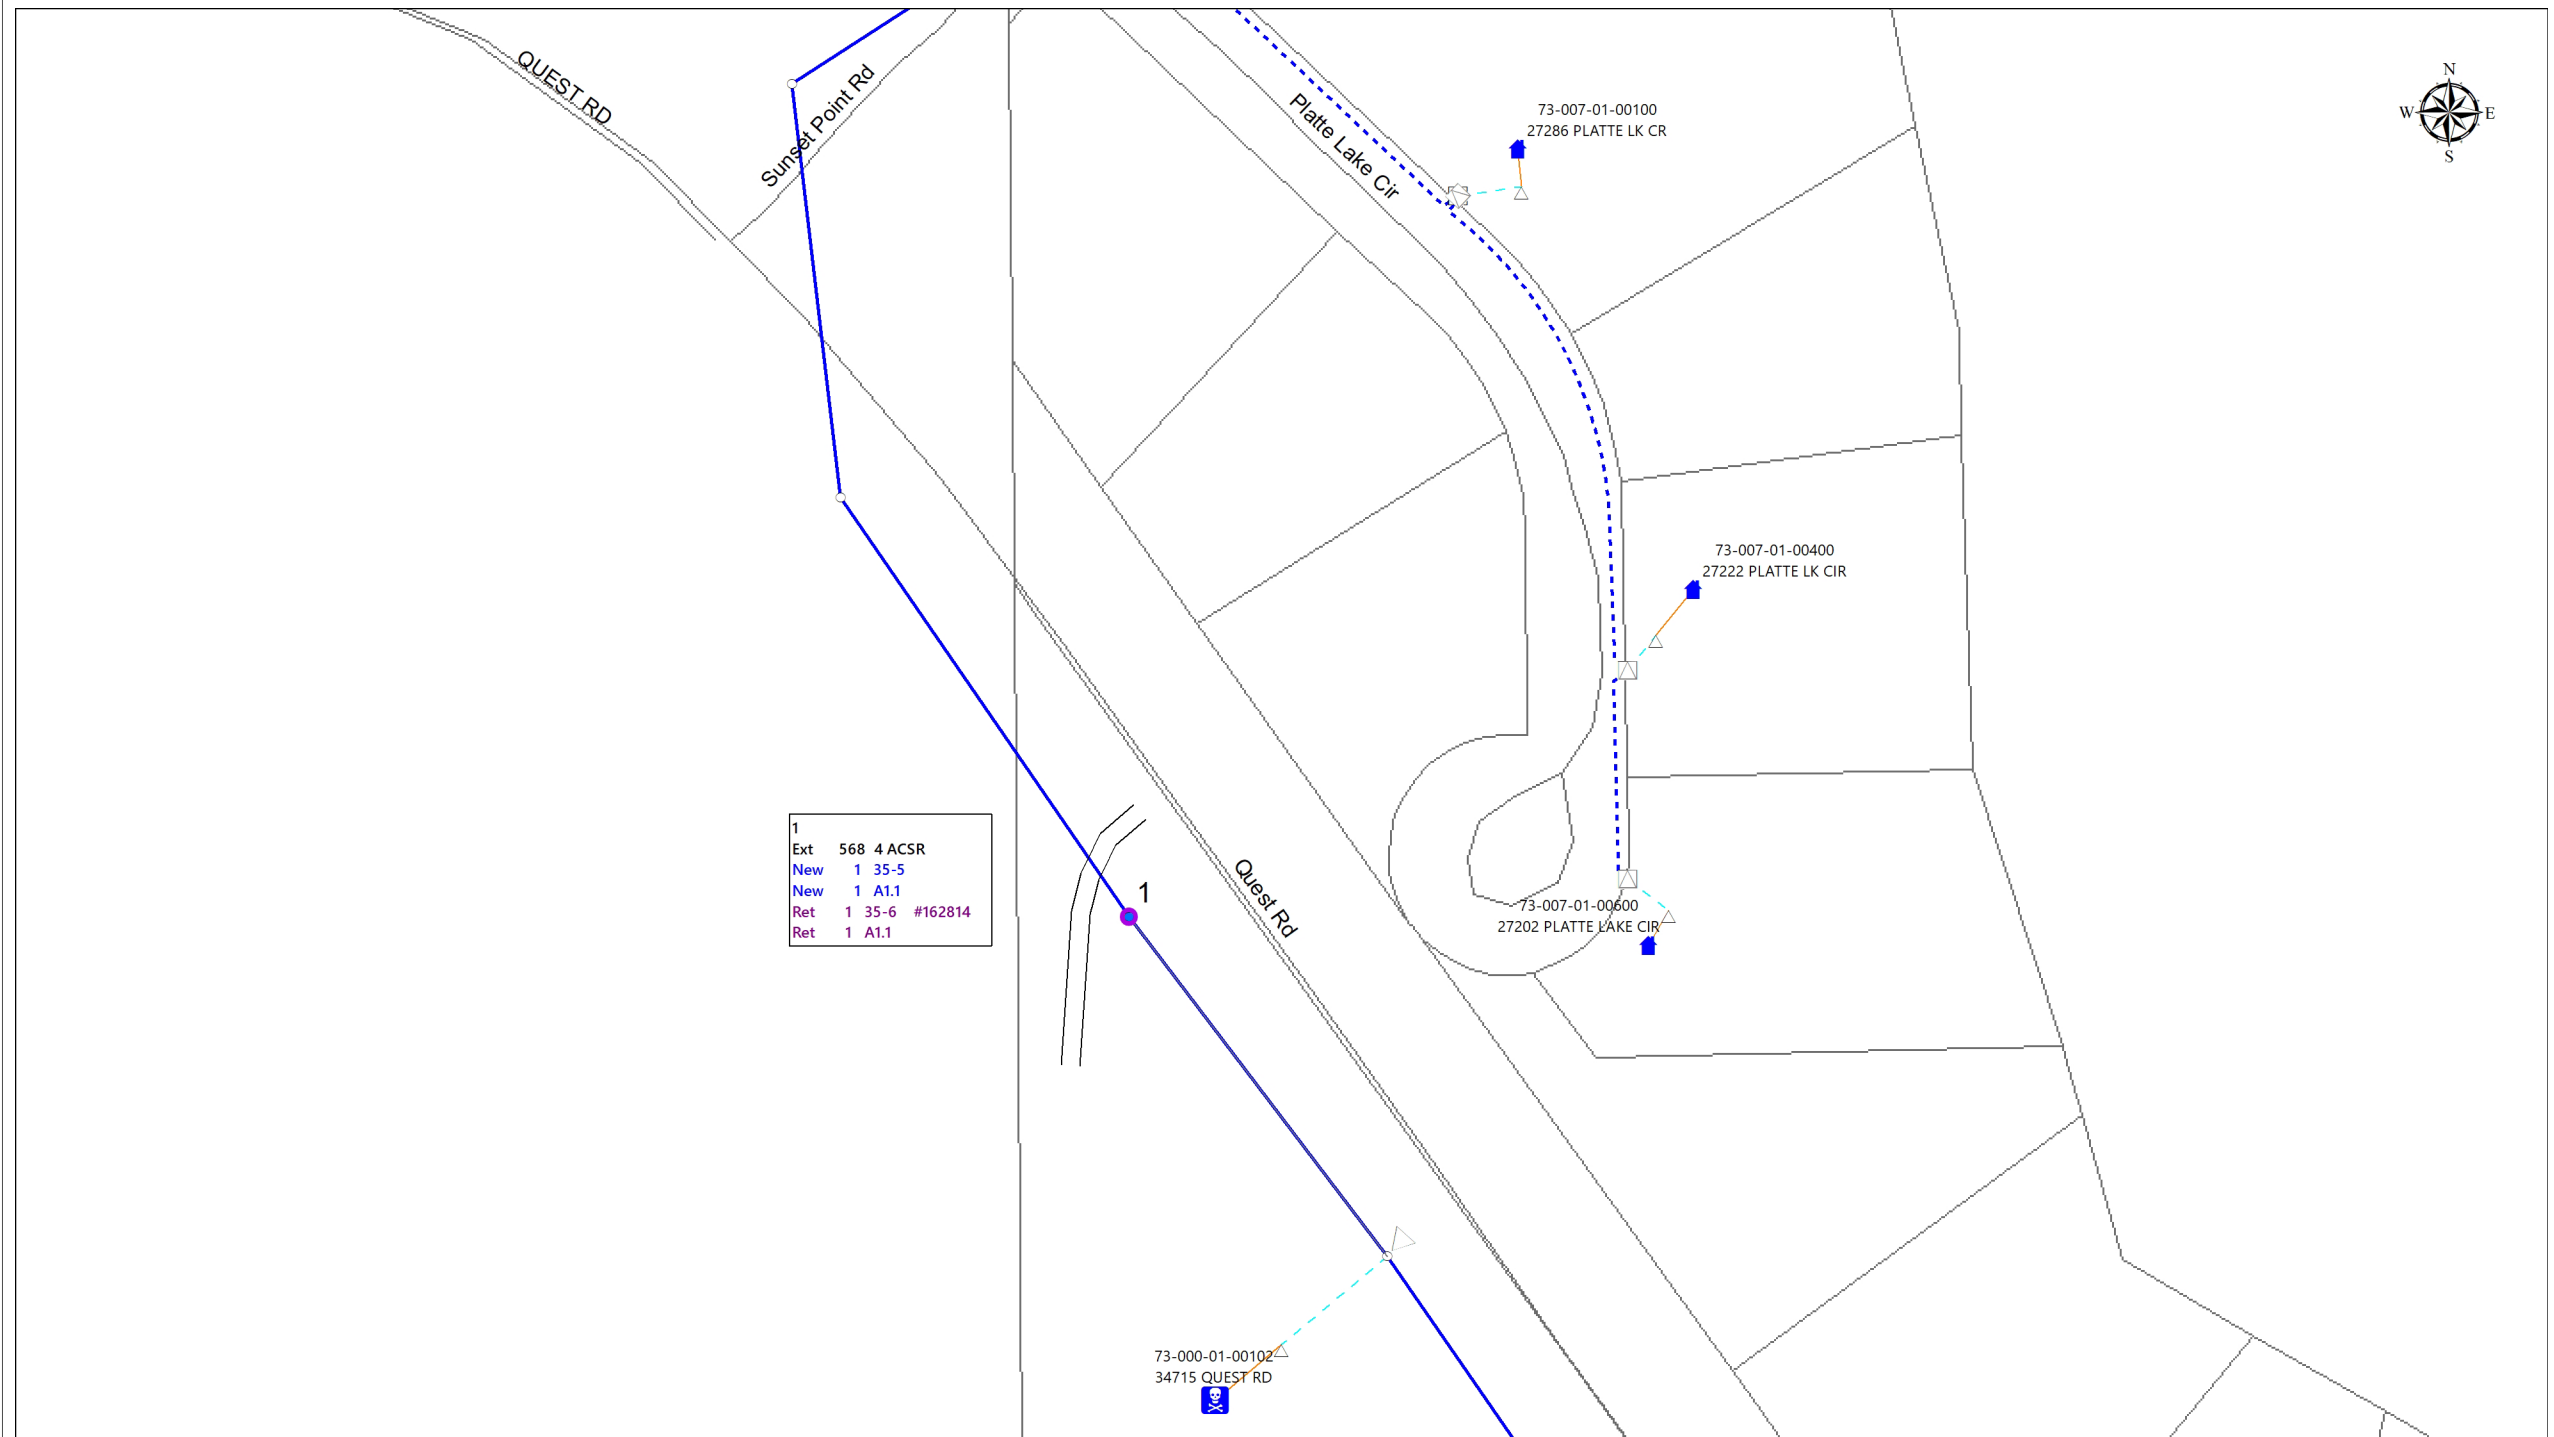 QUEST RD
Sunset Point Rd
Platte Lake Cir
73-007-01-00100
27286 PLATTE LK CR
N
W E
S
73-007-01-00400
27222 PLATTE LK CIR
1
Ext 568 4 ACSR
New 1 35-5
New 1 A1.1
Ret 1 35-6 #162814
Ret 1 A1.1
1
Quest Rd
73-007-01-00600
27202 PLATTE LAKE CIR
73-000-01-00102
34715 QUEST RD